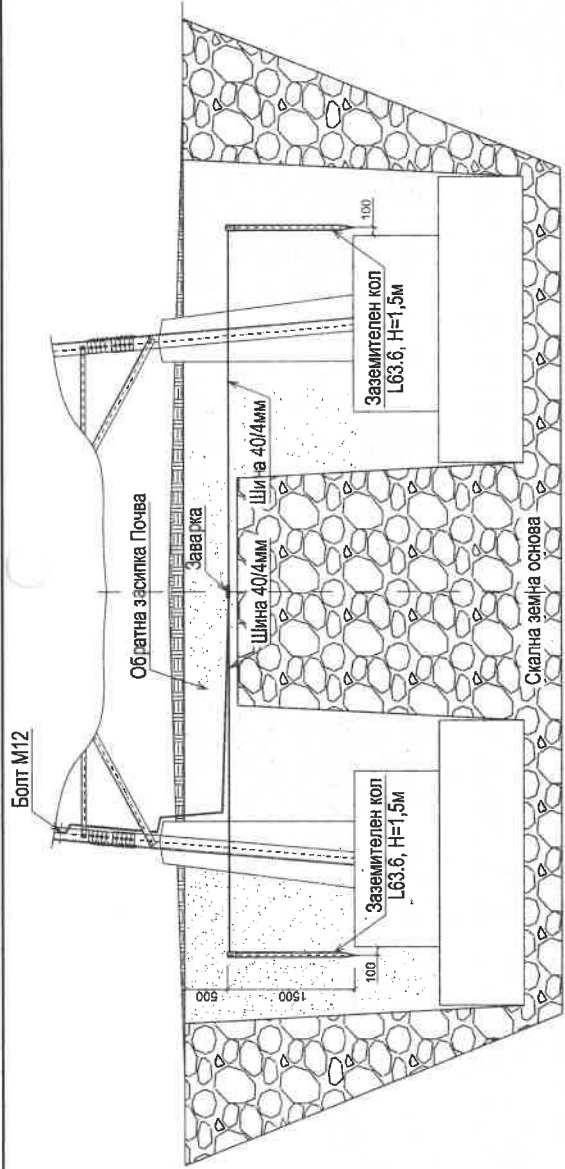 Болт M12
Обратна засипка Почва
Заварка
Шина 40/4мм
Шина 40/4мм
500
1500
100
100
Заземителен кол
L63.6, H=1,5м
Заземителен кол
L63.6, H=1,5м
Скална земна основа